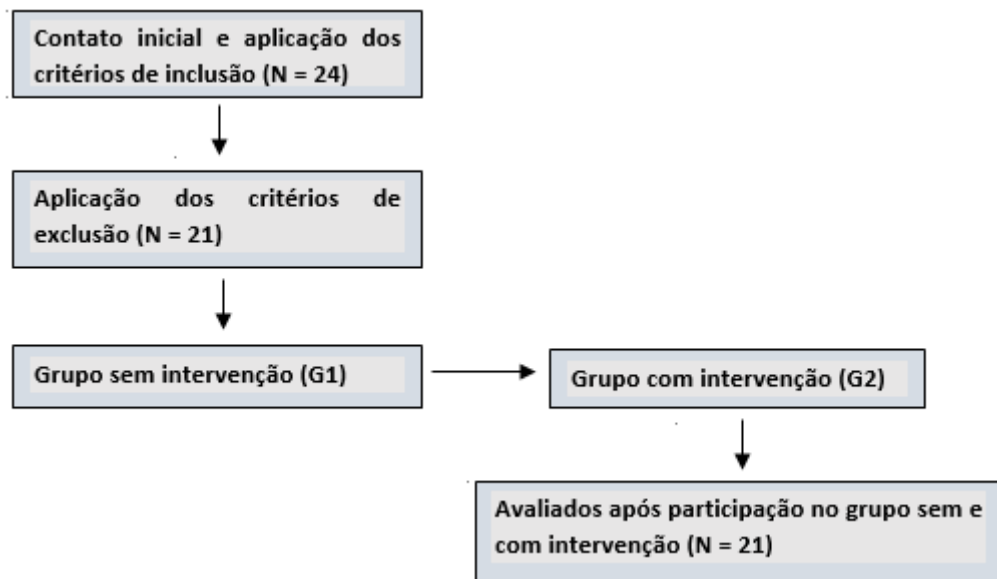 Contato inicial e aplicação dos
critérios de inclusão (N = 24)
Aplicação dos critérios de
exclusão (N = 21)
Grupo sem intervenção (G1)
Grupo com intervenção (G2)
Avaliados após participação no grupo sem e
com intervenção (N = 21)